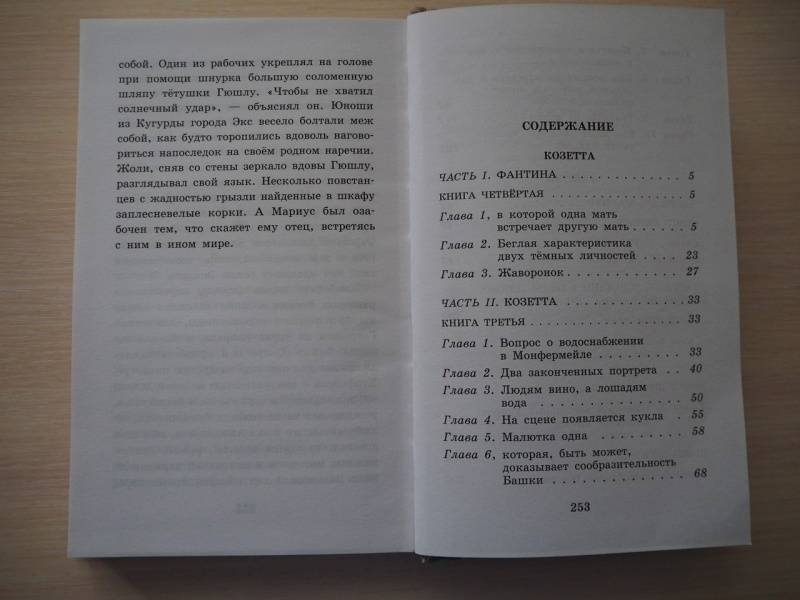 собой. Один из рабочих укреплял на голове
при помощи шнурка большую соломенную
шляпу тётушки Гюшлу. «Чтобы не хватил
солнечный удар», — объяснял он. Юноши
из Кугурды города Экс весело болтали меж
собой, как будто торопились вдоволь нагово-
риться напоследок на своём родном наречии.
Жоли, сняв со стены зеркало вдовы Гюшлу,
разглядывал свой язык. Несколько повстан-
цев с жадностью грызли найденные в шкафу
заплесневелые корки. А Мариус был оза-
бочен тем, что скажет ему отец, встретясь
с ним в ином мире.
СОДЕРЖАНИЕ
КОЗЕТТА
ЧАСТЬ I. ФАНТИНА . . . . . . . . . . . . . 5
КНИГА ЧЕТВЁРТАЯ . . . . . . . . . . . . . . 5
Глава 1, в которой одна мать
встречает другую мать . . . . . . 5
Глава 2. Беглая характеристика
двух тёмных личностей . . . . 23
Глава 3. Жаворонок . . . . . . . . . . . . 27
ЧАСТЬ II. КОЗЕТТА . . . . . . . . . . . . . 33
КНИГА ТРЕТЬЯ . . . . . . . . . . . . . . . . 33
Глава 1. Вопрос о водоснабжении
в Монфермейле . . . . . . . . . 33
Глава 2. Два законченных портрета . . 40
Глава 3. Людям вино, а лошадям
вода . . . . . . . . . . . . . . . 50
Глава 4. На сцене появляется кукла . 55
Глава 5. Малютка одна . . . . . . . . . 58
Глава 6, которая, быть может,
доказывает сообразительность
Башки . . . . . . . . . . . . . . 68
253